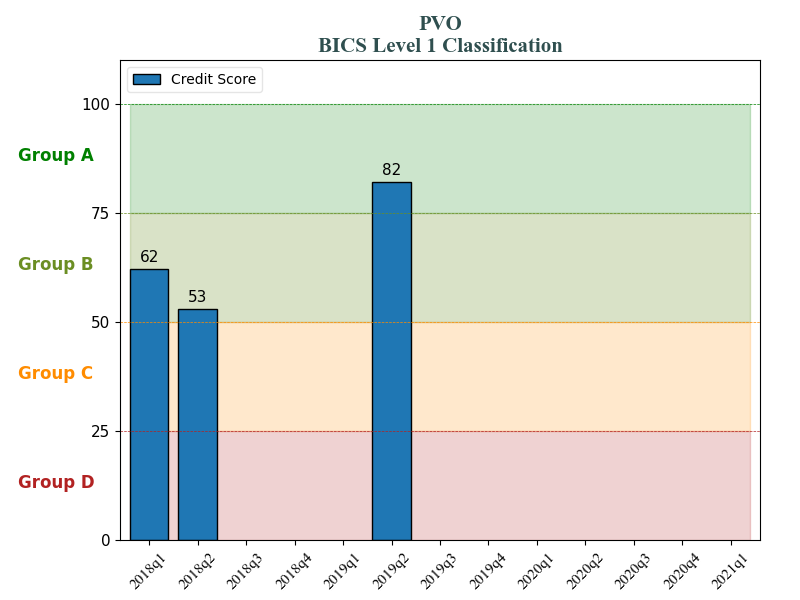 PVO
BICS Level 1 Classification
Credit Score
100
Group A
82
75
62
Group B
53
50
Group C
25
Group D
0
2018q1 2018q2 2018q3 2018q4 2019q1 2019q2 2019q3 2019q4 2020q1 2020q2 2020q3 2020q4 2021q1